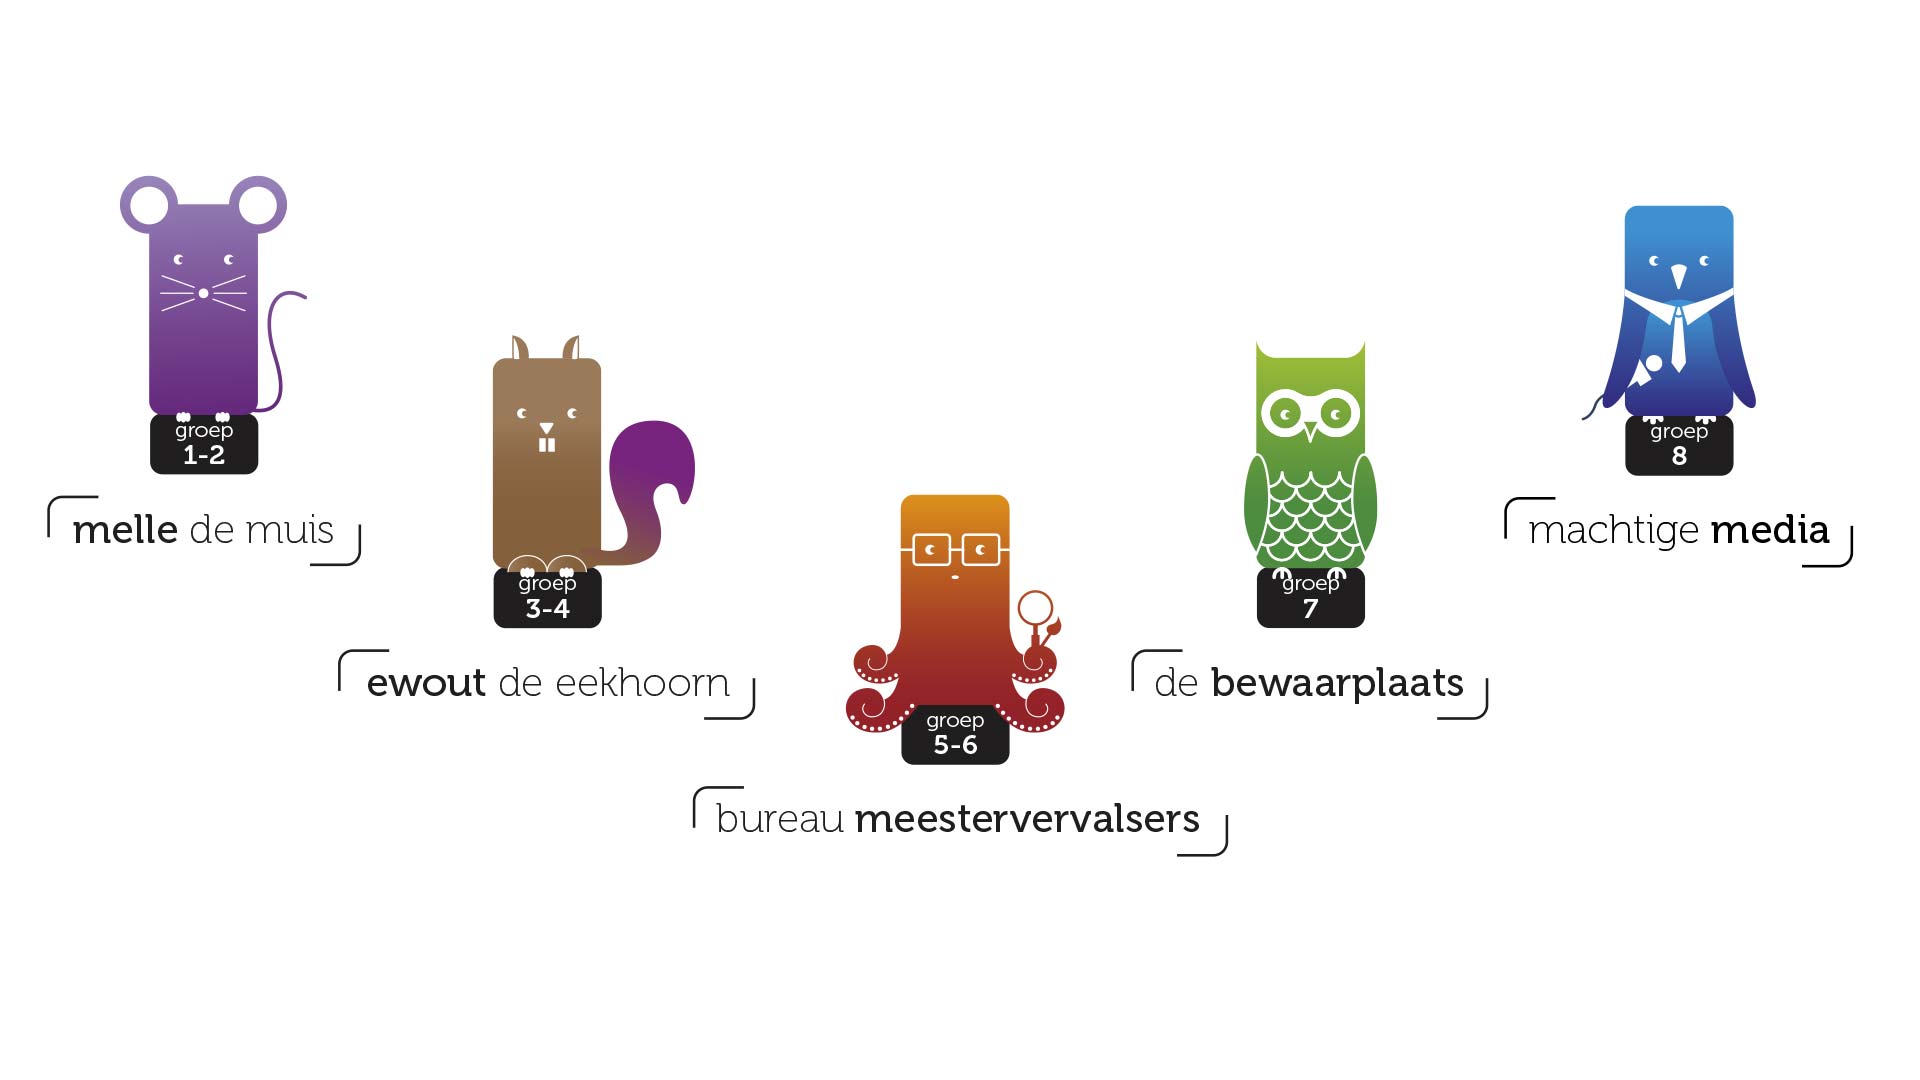 groep
1-2
melle de muis
groep
3-4
ewout de eekhoorn
groep
5-6
bureau meestervervalsers
groep
7
de bewaarplaats
groep
8
machtige media